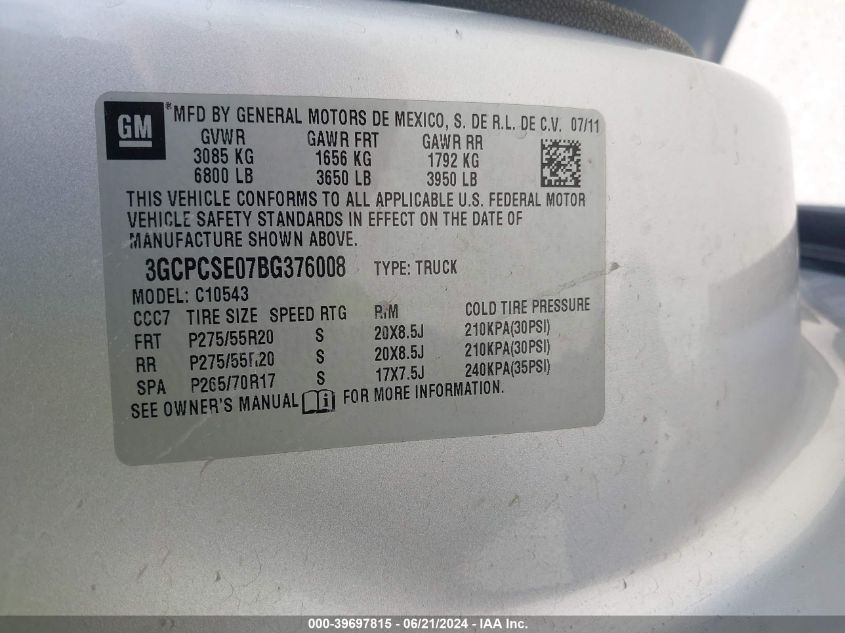 GM MFD BY GENERAL MOTORS DE MEXICO, S. DE R.L. DE C.V. 07/11
GVWR GAWR FRT GAWR RR
3085 KG 1656 KG 1792 KG
6800 LB 3650 LB 3950 LB
THIS VEHICLE CONFORMS TO ALL APPLICABLE U.S. FEDERAL MOTOR
VEHICLE SAFETY STANDARDS IN EFFECT ON THE DATE OF
MANUFACTURE SHOWN ABOVE.
3GCPCSE07BG376008 TYPE: TRUCK
MODEL: C10543
CCC7 TIRE SIZE SPEED RTG RIM COLD TIRE PRESSURE
FRT P275/55R20 S 20X8.5J 210KPA(30PSI)
RR P275/55R20 S 20X8.5J 210KPA(30PSI)
SPA P265/70R17 S 17X7.5J 240KPA(35PSI)
SEE OWNER'S MANUAL i FOR MORE INFORMATION.
000-39697815 - 06/21/2024 - IAA Inc.